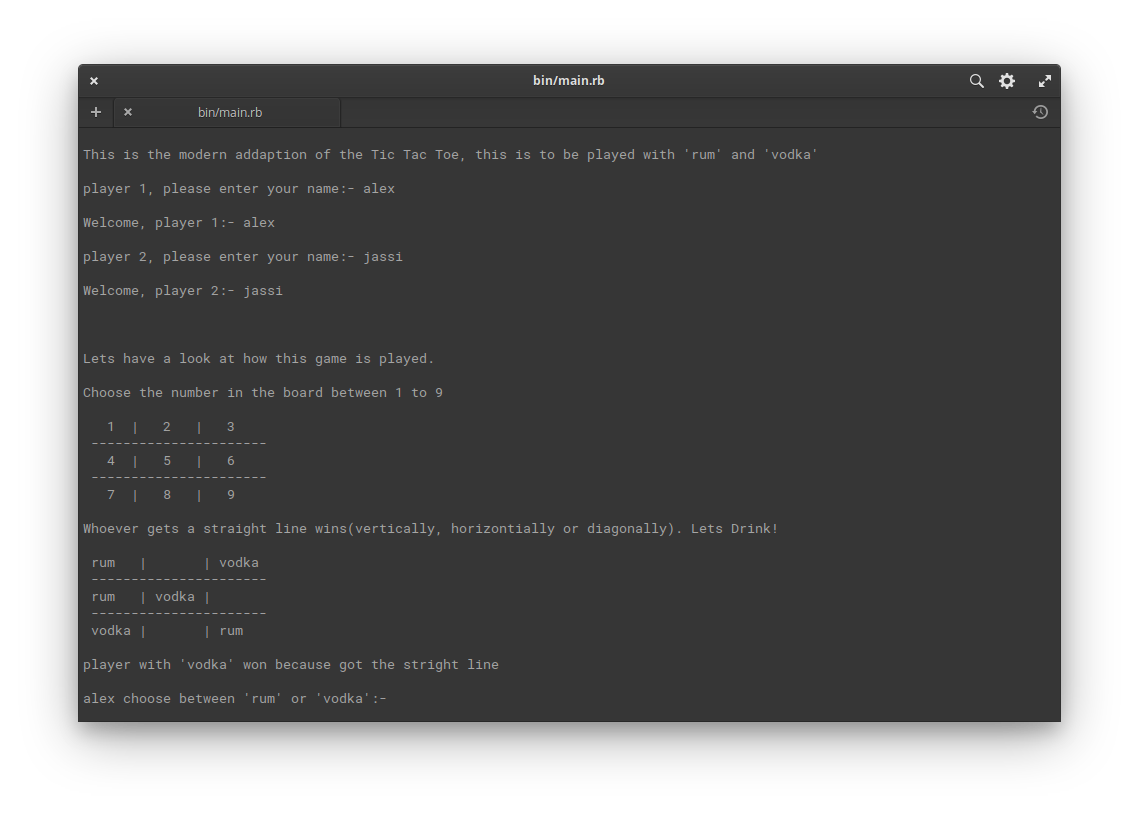 bin/main.rb
bin/main.rb
This is the modern addaption of the Tic Tac Toe, this is to be played with 'rum' and 'vodka'
player 1, please enter your name:- alex
Welcome, player 1:- alex
player 2, please enter your name:- jassi
Welcome, player 2:- jassi
Lets have a look at how this game is played.
Choose the number in the board between 1 to 9
1 | 2 | 3
----------------------
4 | 5 | 6
----------------------
7 | 8 | 9
Whoever gets a straight line wins(vertically, horizontially or diagonally). Lets Drink!
rum | | vodka
----------------------
rum | vodka |
----------------------
vodka | | rum
player with 'vodka' won because got the stright line
alex choose between 'rum' or 'vodka':-